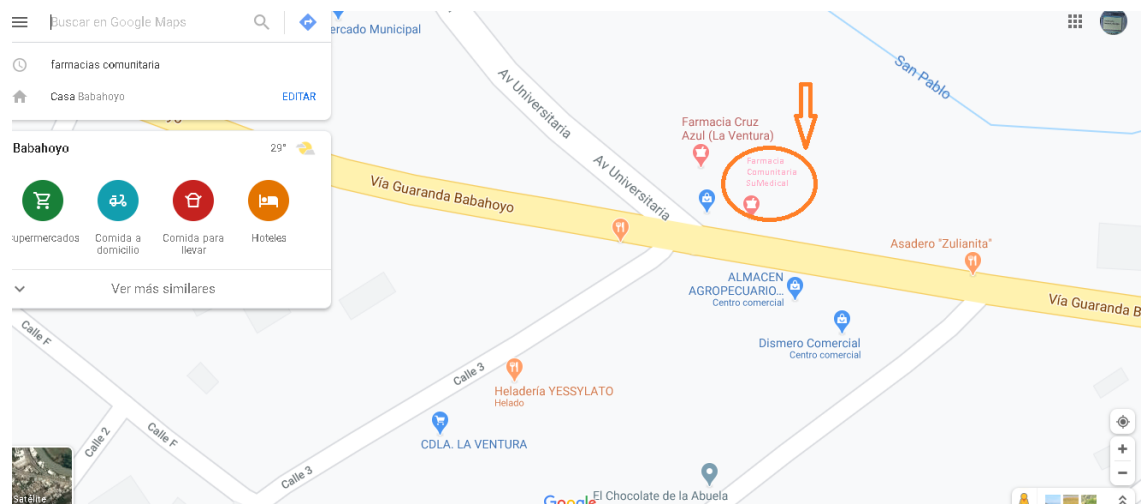 Buscar en Google Maps
farmacias comunitaria
Casa Babahoyo
EDITAR
Babahoyo
29°
Comida a
domicilio
Comida para
llevar
Hoteles
Ver más similares
Municipal
Av Universitaria
Av Universitaria
San Pablo
Farmacia Cruz
Azul (La Ventura)
Farmacia
Comunitaria
SuMedical
Vía Guaranda Babahoyo
Asadero "Zulianita"
ALMACEN
AGROPECUARIO...
Centro comercial
Vía Guaranda B
Dismero Comercial
Centro comercial
Calle F
Calle 3
Heladería YESSYLATO
Helado
Calle 2
Calle F
CDLA. LA VENTURA
Calle 3
Satélite
Google
El Chocolate de la Abuela